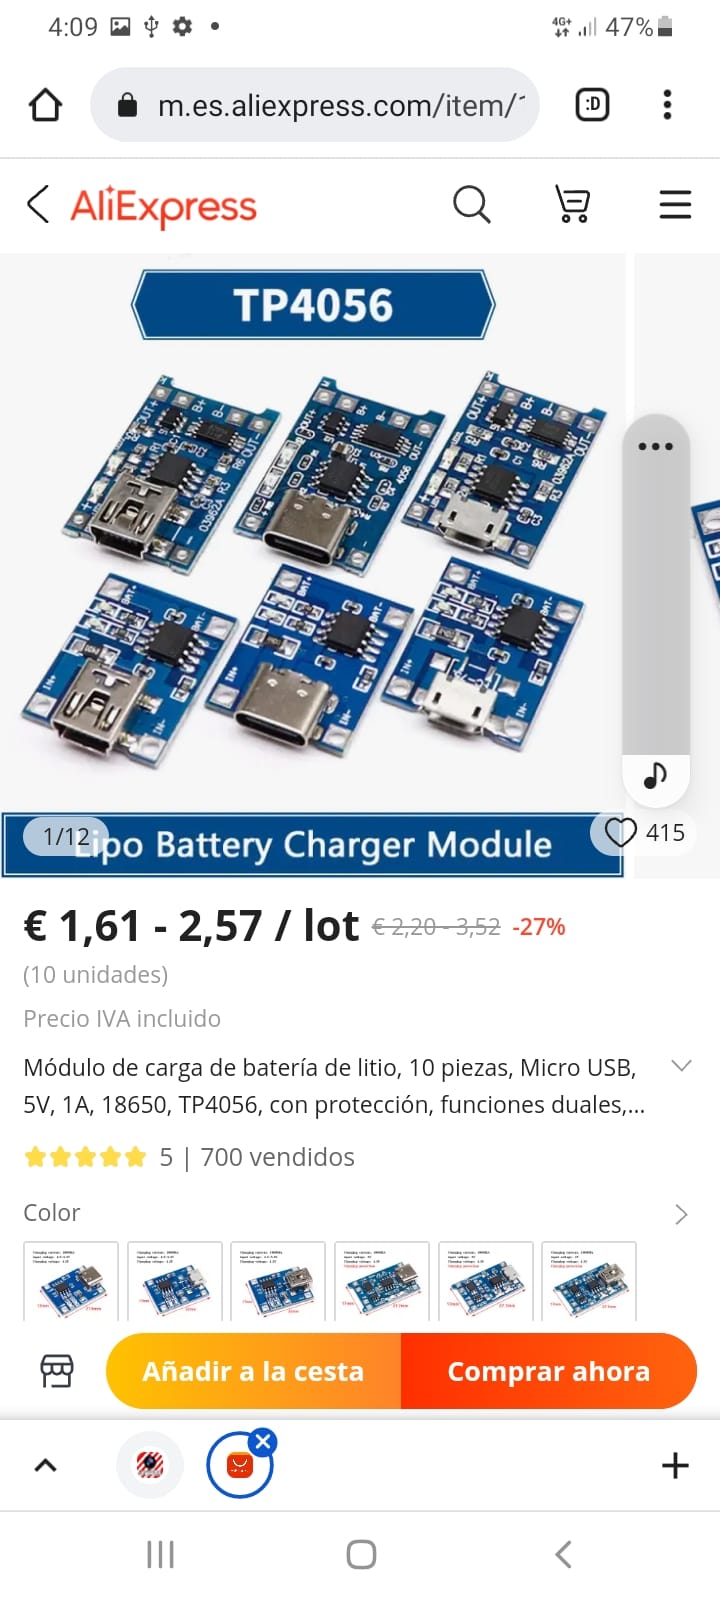 4:09
4G+
47%
m.es.aliexpress.com/item/
:D
AliExpress
TP4056
1/12
Lipo Battery Charger Module
415
€ 1,61 - 2,57 / lot € 2,20 - 3,52 -27%
(10 unidades)
Precio IVA incluido
Módulo de carga de batería de litio, 10 piezas, Micro USB,
5V, 1A, 18650, TP4056, con protección, funciones duales,...
5 | 700 vendidos
Color
Añadir a la cesta
Comprar ahora